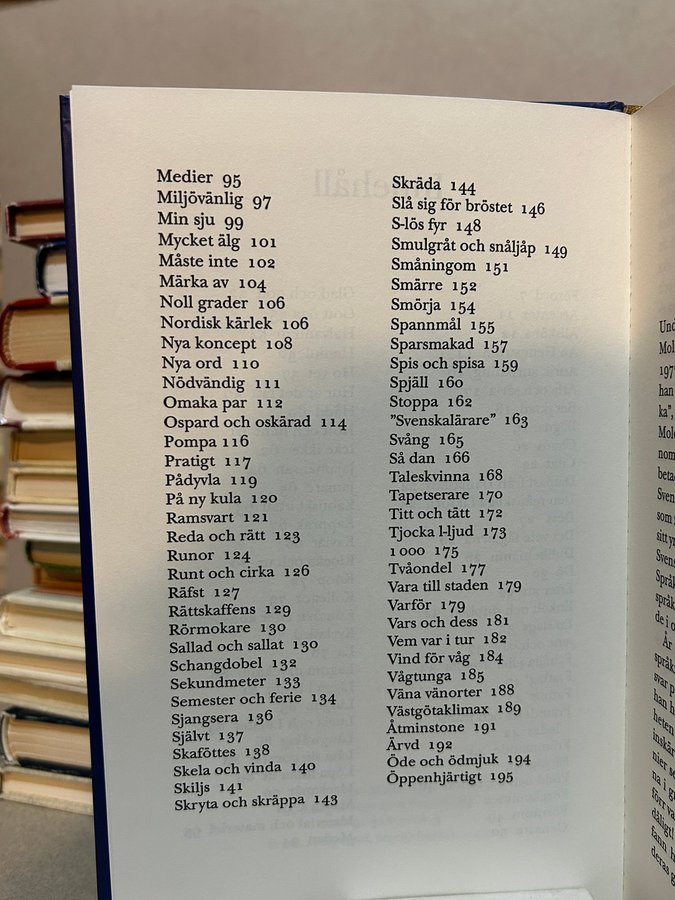 Medier 95
Miljövänlig 97
Min sju 99
Mycket älg 101
Måste inte 102
Märka av 104
Noll grader 106
Nordisk kärlek 106
Nya koncept 108
Nya ord 110
Nödvändig 111
Omaka par 112
Ospard och oskärad 114
Pompa 116
Pratigt 117
Pådyvla 119
På ny kula 120
Ramsvart 121
Reda och rätt 123
Runor 124
Runt och cirka 126
Räfst 127
Rättskaffens 129
Rörmokare 130
Sallad och sallat 130
Schangdobel 132
Sekundmeter 133
Semester och ferie 134
Sjangsera 136
Självt 137
Skaföttes 138
Skela och vinda 140
Skiljs 141
Skryta och skräppa 143
Skräda 144
Slå sig för bröstet 146
S-lös fyr 148
Smulgråt och snåljåp 149
Småningom 151
Smärre 152
Smörja 154
Spannmål 155
Sparsmakad 157
Spis och spisa 159
Spjäll 160
Stoppa 162
”Svenskalärare” 163
Svång 165
Så dan 166
Taleskvinna 168
Tapetserare 170
Titt och tätt 172
Tjocka l-ljud 173
1 000 175
Tvåondel 177
Vara till staden 179
Varför 179
Vars och dess 181
Vem var i tur 182
Vind för våg 184
Vågtunga 185
Väna vänorter 188
Västgötaklimax 189
Åtminstone 191
Ärvd 192
Öde och ödmjuk 194
Öppenhjärtigt 195